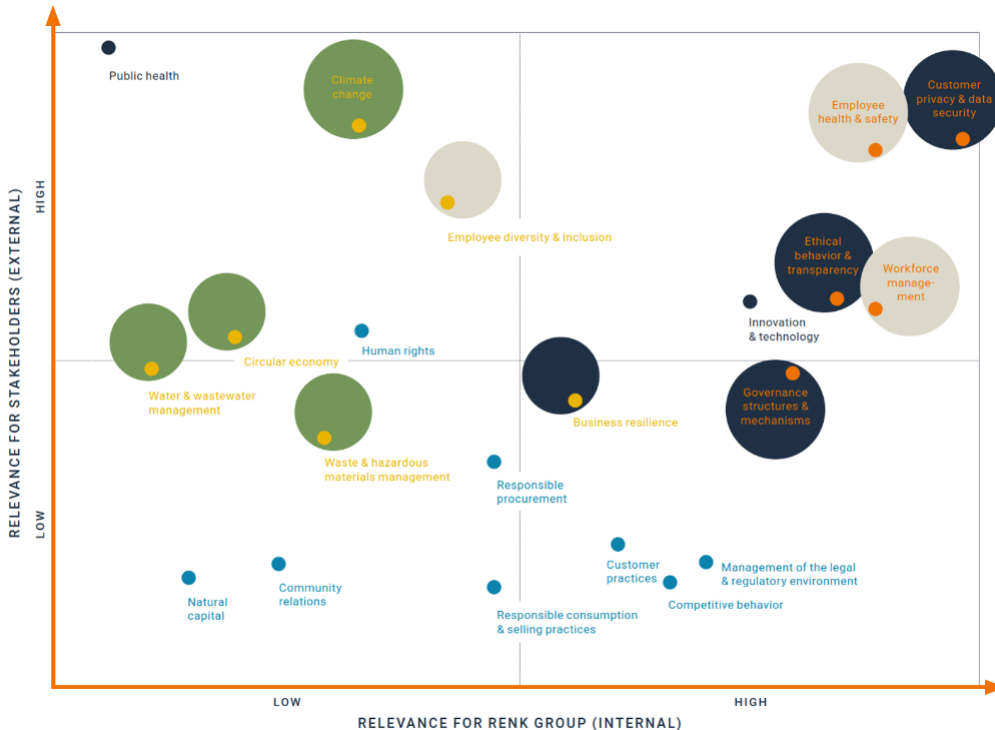 Public health
Climate
change
Employee
health & safety
Customer
privacy & data
security
Employee diversity & inclusion
Ethical
behavior &
transparency
Workforce
manage-
ment
Innovation
& technology
Human rights
Circular economy
Water & wastewater
management
Governance
structures &
mechanisms
Business resilience
Waste & hazardous
materials management
Responsible
procurement
Customer
practices
Management of the legal
& regulatory environment
Competitive behavior
Community
relations
Natural
capital
Responsible consumption
& selling practices
RELEVANCE FOR STAKEHOLDERS (EXTERNAL)
HIGH
LOW
LOW
HIGH
RELEVANCE FOR RENK GROUP (INTERNAL)